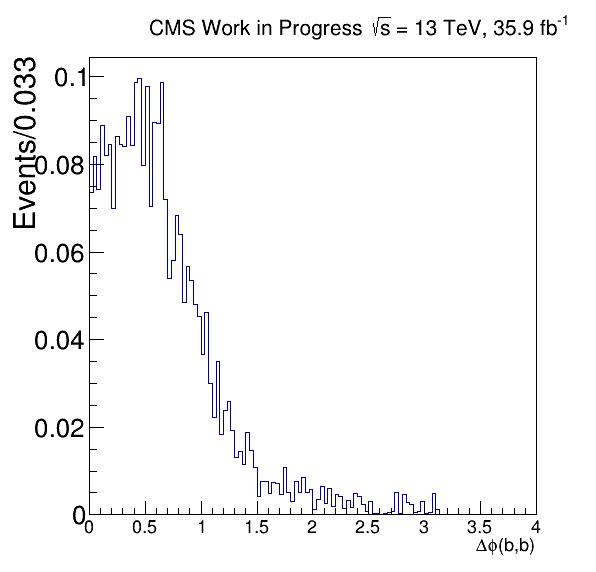 CMS Work in Progress √s = 13 TeV, 35.9 fb⁻¹
Events/0.033
0.1
0.08
0.06
0.04
0.02
0
0 0.5 1 1.5 2 2.5 3 3.5 4
Δϕ(b,b)